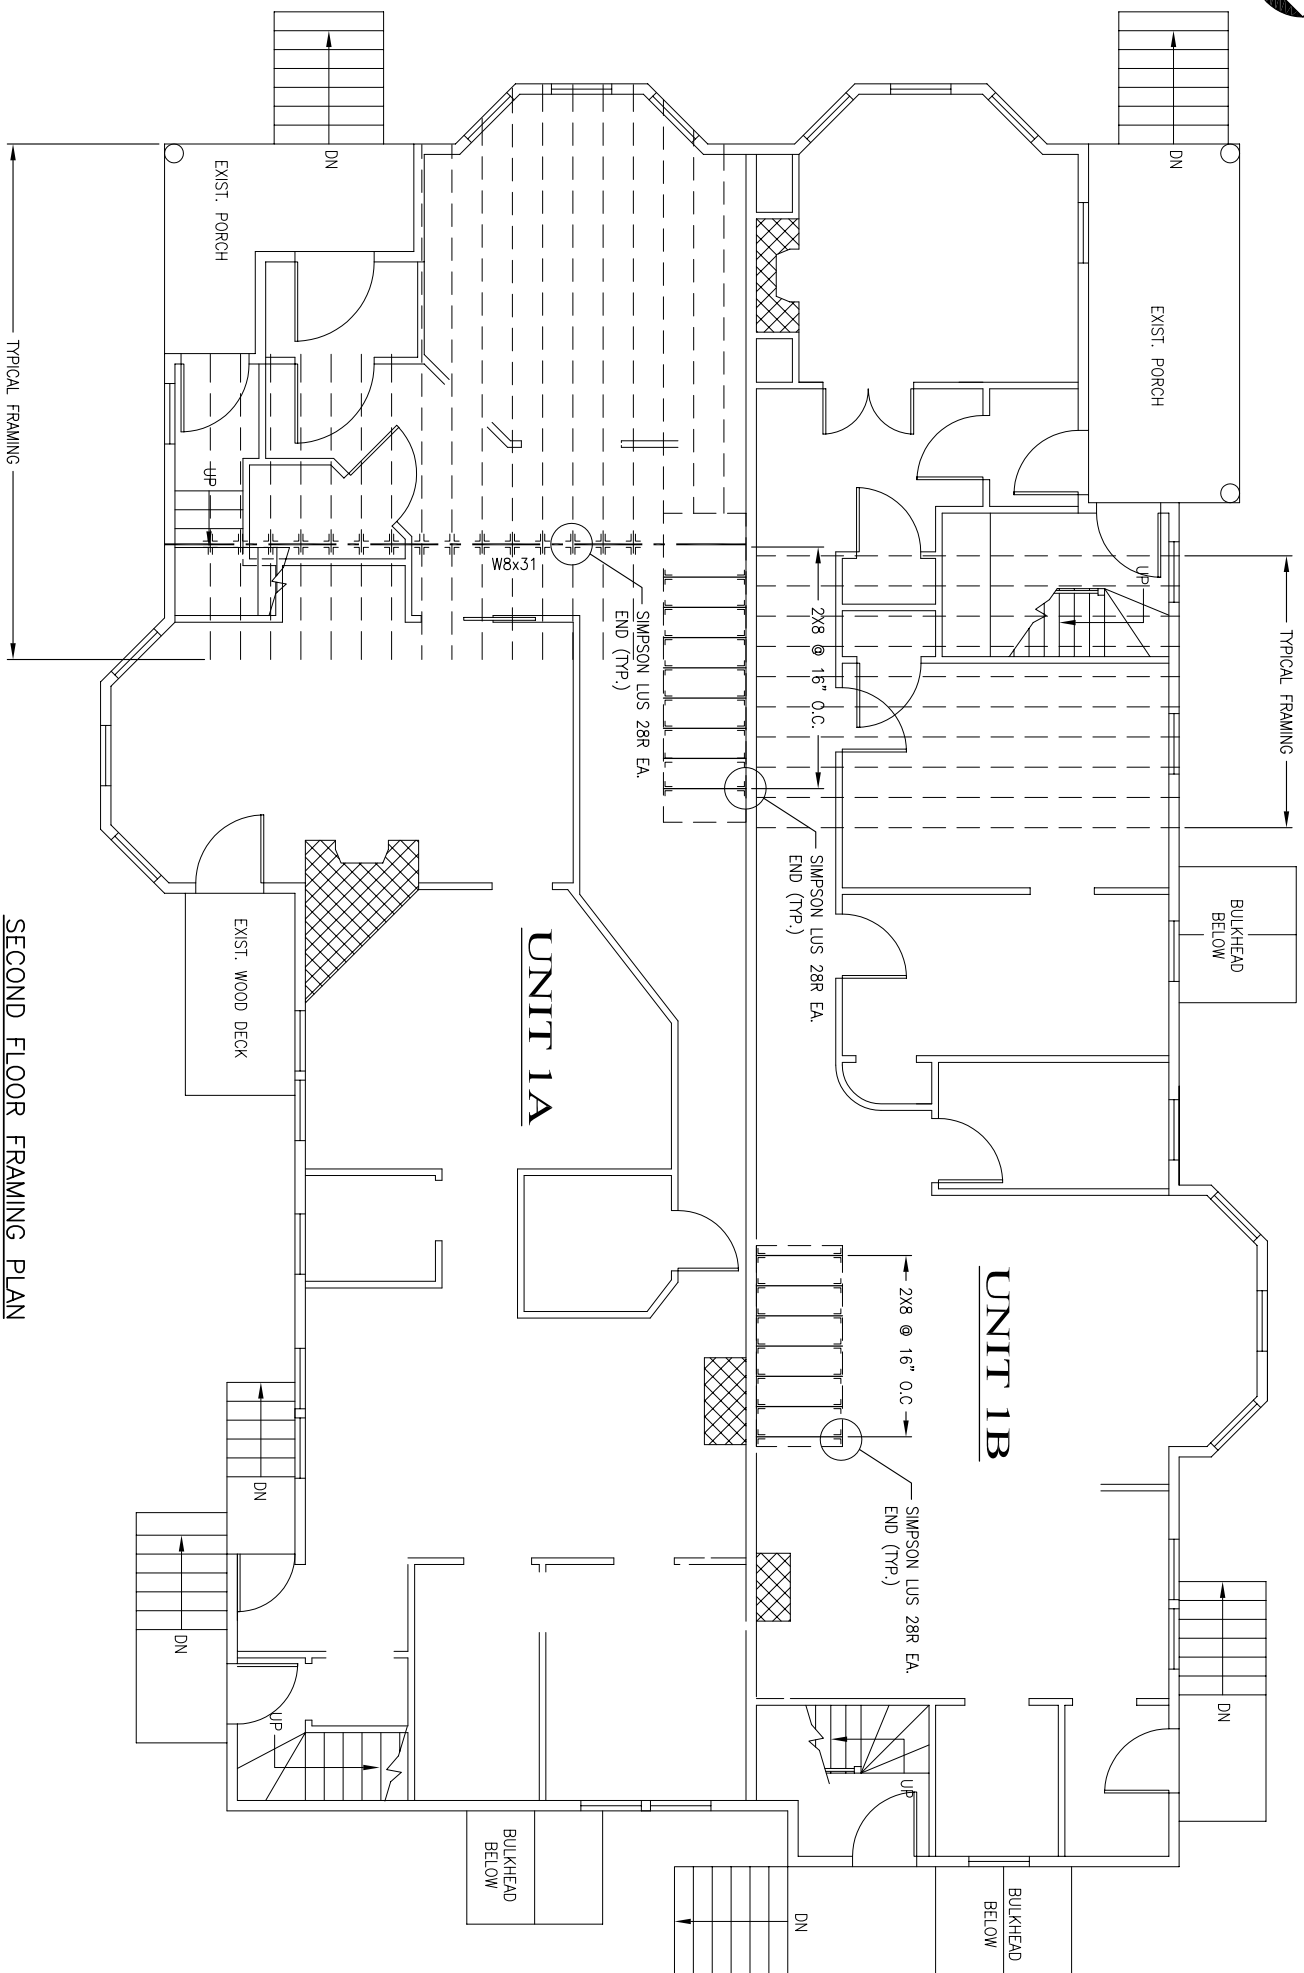 DN
EXIST. PORCH
TYPICAL FRAMING
UP
W8x31
SIMPSON LUS 28R EA.
END (TYP.)
DN
EXIST. PORCH
TYPICAL FRAMING
UP
2X8 @ 16" O.C.
SIMPSON LUS 28R EA.
END (TYP.)
BULKHEAD
BELOW
EXIST. WOOD DECK
UNIT 1A
UNIT 1B
2X8 @ 16" O.C
SIMPSON LUS 28R EA.
END (TYP.)
DN
DN
UP
DN
UP
BULKHEAD
BELOW
DN
BULKHEAD
BELOW
SECOND FLOOR FRAMING PLAN